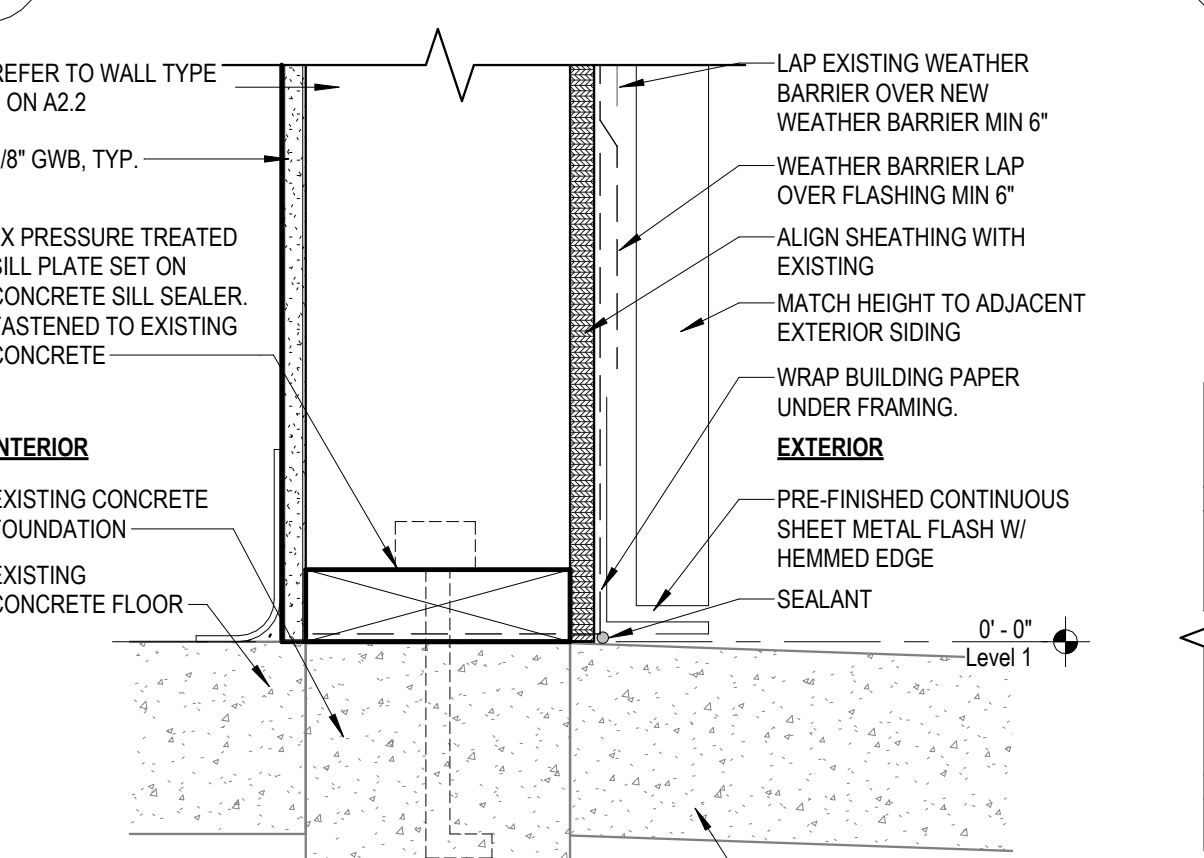 REFER TO WALL TYPE
ON A2.2
/8" GWB, TYP.
X PRESSURE TREATED
SILL PLATE SET ON
CONCRETE SILL SEALER.
FASTENED TO EXISTING
CONCRETE
INTERIOR
EXISTING CONCRETE
FOUNDATION
EXISTING
CONCRETE FLOOR
LAP EXISTING WEATHER
BARRIER OVER NEW
WEATHER BARRIER MIN 6"
WEATHER BARRIER LAP
OVER FLASHING MIN 6"
ALIGN SHEATHING WITH
EXISTING
MATCH HEIGHT TO ADJACENT
EXTERIOR SIDING
WRAP BUILDING PAPER
UNDER FRAMING.
EXTERIOR
PRE-FINISHED CONTINUOUS
SHEET METAL FLASH W/
HEMMED EDGE
SEALANT
0' - 0"
Level 1